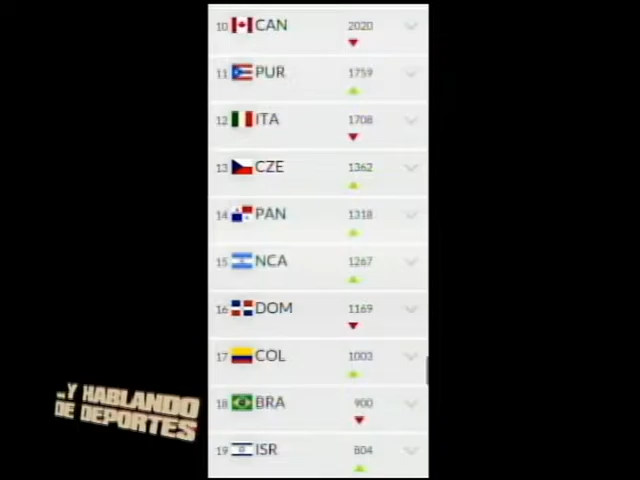 10 CAN 2020
11 PUR 1759
12 ITA 1708
13 CZE 1362
14 PAN 1318
15 NCA 1267
16 DOM 1169
17 COL 1003
18 BRA 900
19 ISR 804
..Y HABLANDO
DE DEPORTES